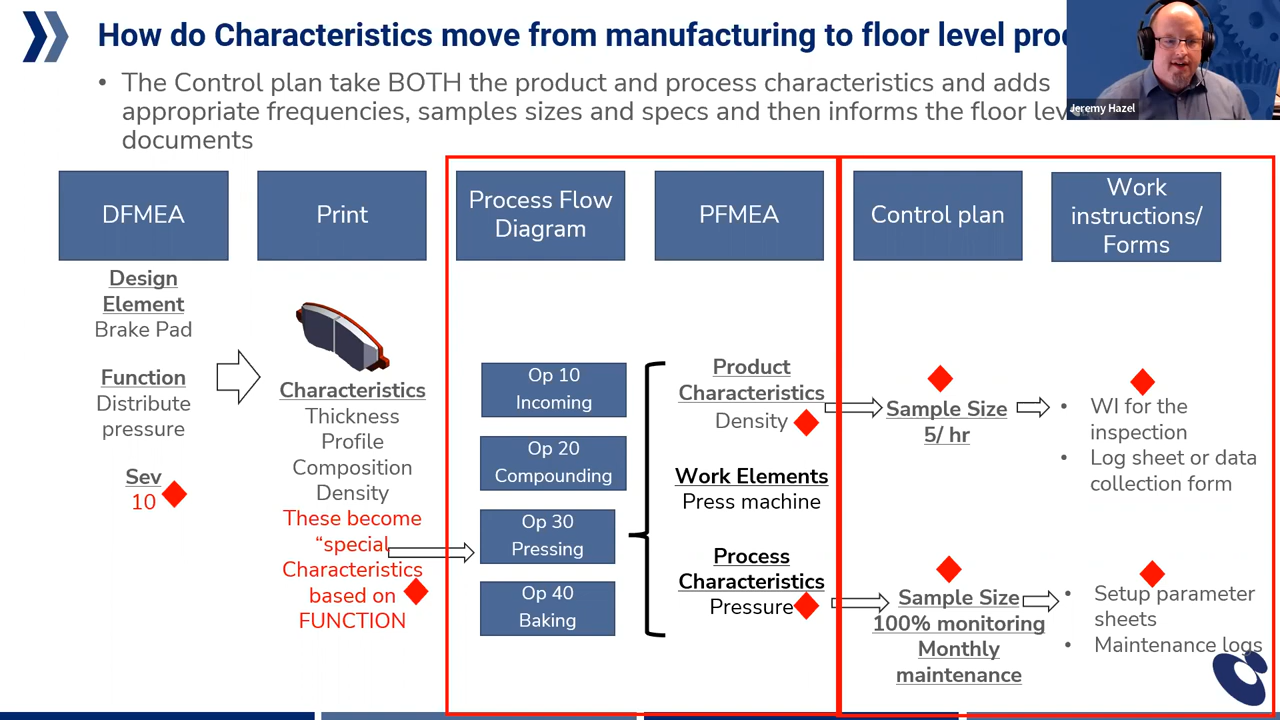 How do Characteristics move from manufacturing to floor level
Jeremy Hazel
• The Control plan take BOTH the product and process characteristics and adds
appropriate frequencies, samples sizes and specs and then informs the floor
documents
DFMEA
Print
Process Flow
Diagram
PFMEA
Control plan
Work
instructions/
Forms
Design
Element
Brake Pad
Function
Distribute
pressure
Sev
10
Characteristics
Thickness
Profile
Composition
Density
These become
“special
Characteristics
based on
FUNCTION
Op 10
Incoming
Op 20
Compounding
Op 30
Pressing
Op 40
Baking
Product
Characteristics
Density
Work Elements
Press machine
Process
Characteristics
Pressure
Sample Size
5/ hr
Sample Size
100% monitoring
Monthly
maintenance
• WI for the
inspection
• Log sheet or data
collection form
• Setup parameter
sheets
• Maintenance logs